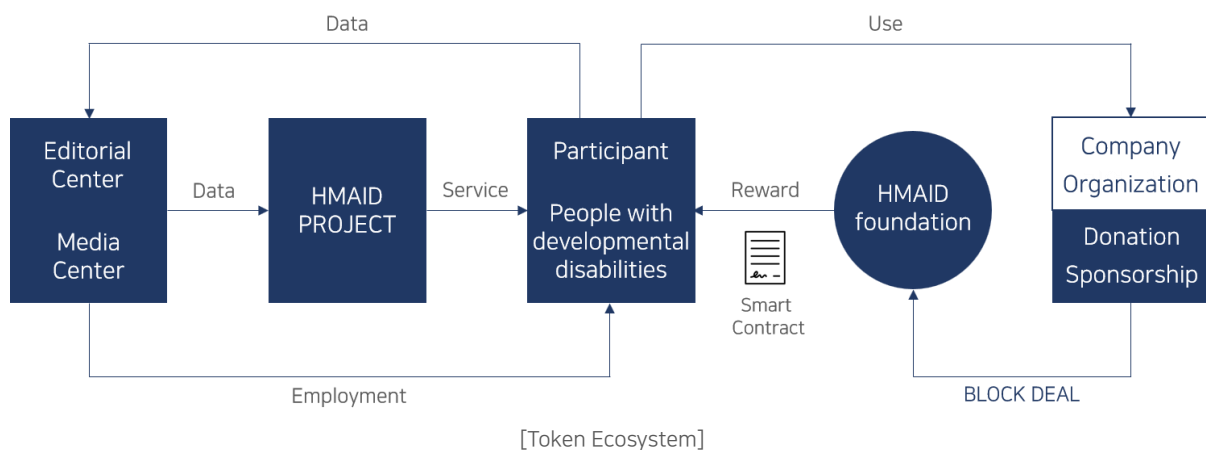 Data
Use
Editorial
Center
Media
Center
Data
HMAID
PROJECT
Service
Participant
People with
developmental
disabilities
Reward
Smart
Contract
HMAID
foundation
Company
Organization
Donation
Sponsorship
Employment
BLOCK DEAL
[Token Ecosystem]